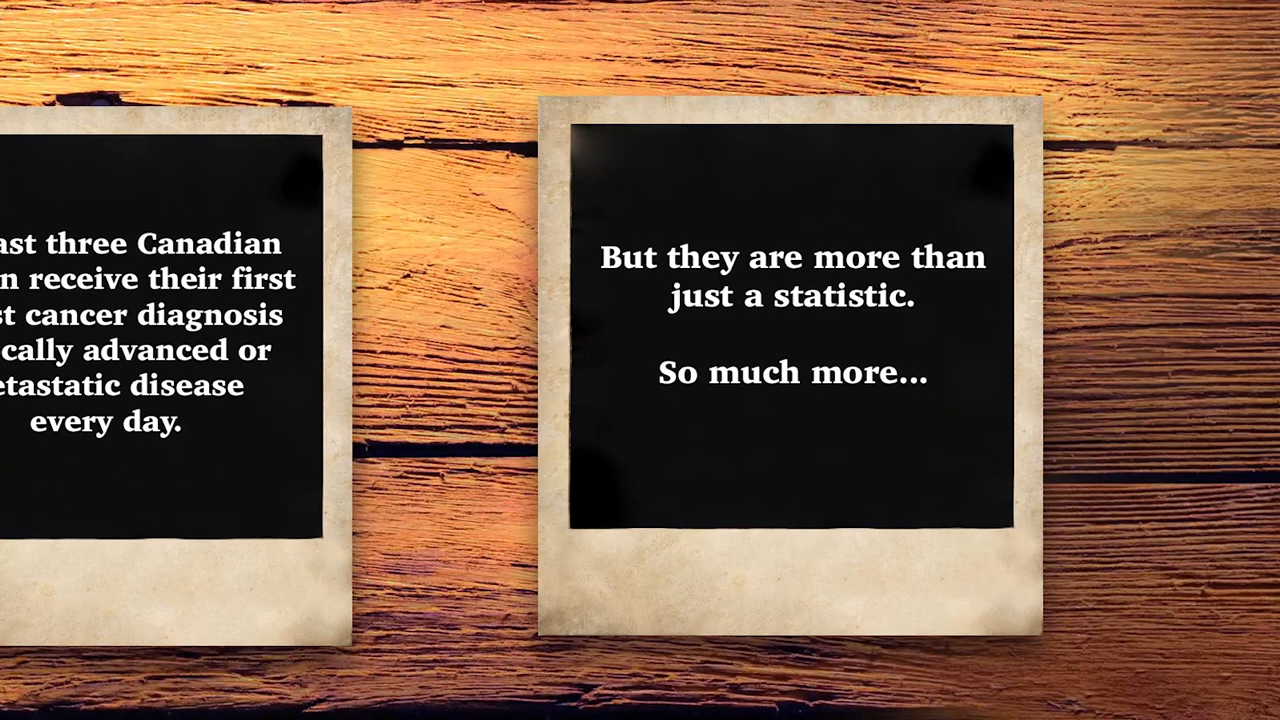 three Canadian
receive their first
cancer diagnosis
advanced or
disease
every day.
But they are more than
just a statistic.
So much more...